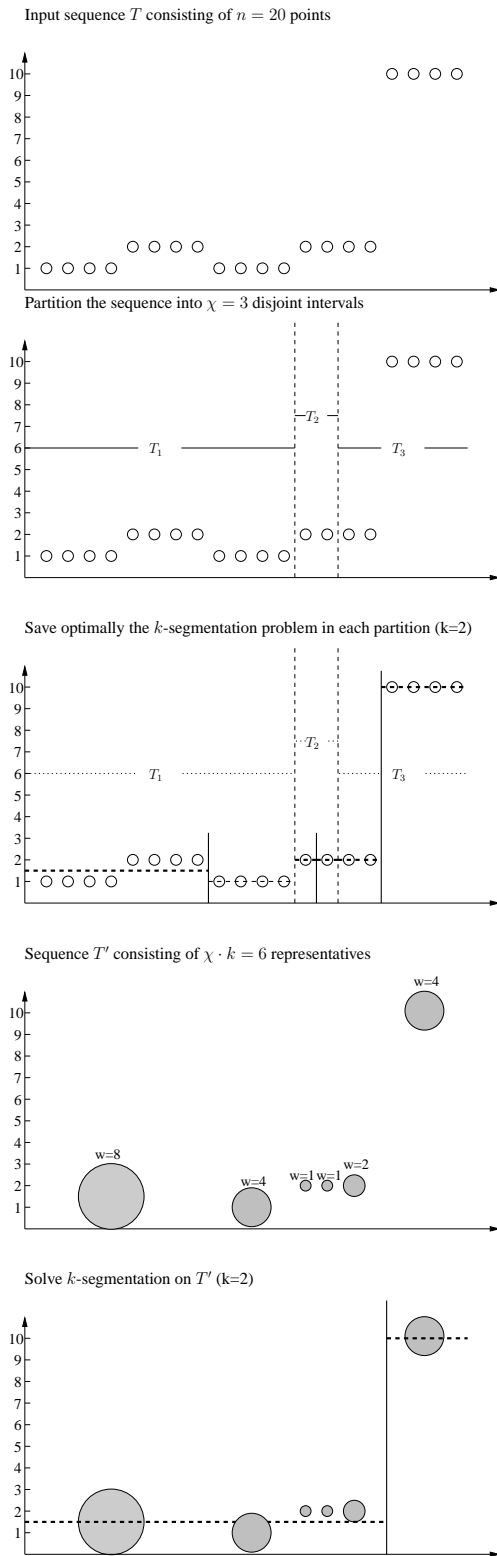 Input sequence T consisting of n = 20 points
10
9
8
7
6
5
4
3
2
1
Partition the sequence into χ = 3 disjoint intervals
10
9
8
7
6
5
4
3
2
1
T2
T1
T3
Save optimally the k-segmentation problem in each partition (k=2)
10
9
8
7
6
5
4
3
2
1
T2
T1
T3
Sequence T′ consisting of χ · k = 6 representatives
10
9
8
7
6
5
4
3
2
1
w=4
w=8
w=4
w=1
w=1
w=2
Solve k-segmentation on T′ (k=2)
10
9
8
7
6
5
4
3
2
1